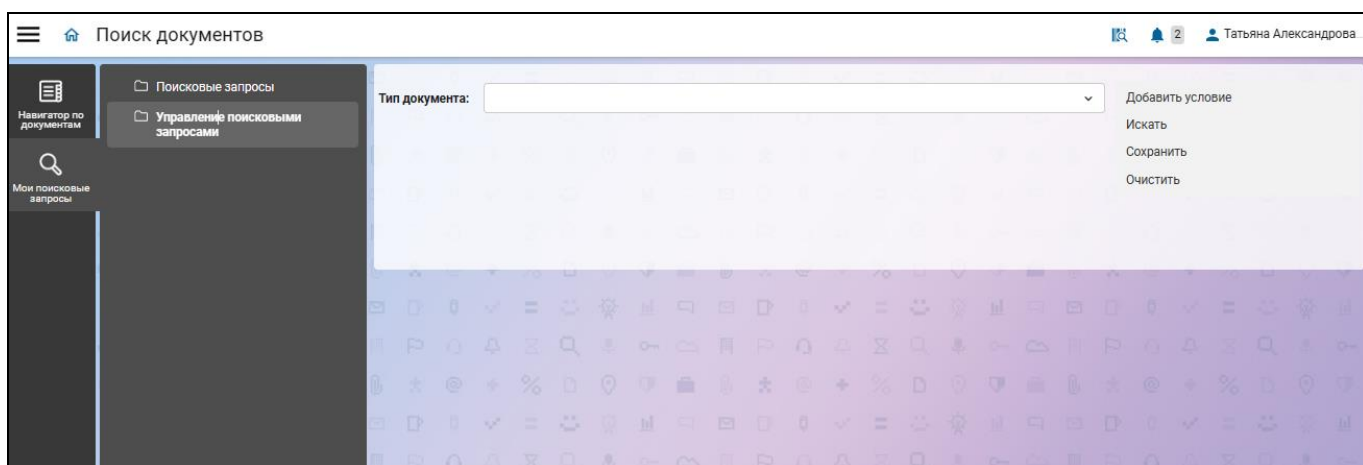 Поиск документов
2
Татьяна Александрова...
Навигатор по
документам
Мои поисковые
запросы
Поисковые запросы
Управление поисковыми
запросами
Тип документа:
Добавить условие
Искать
Сохранить
Очистить